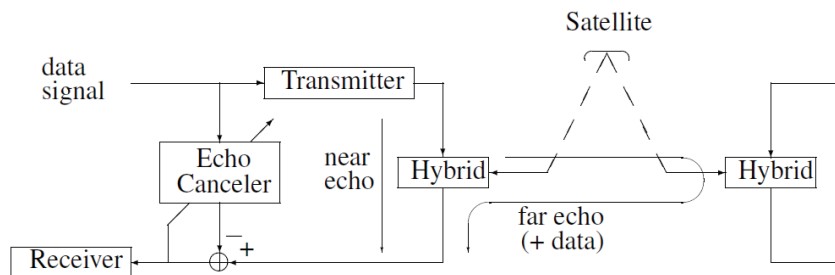 Satellite
data
signal
Transmitter
Echo
Canceler
near
echo
Hybrid
Hybrid
far echo
(+ data)
− +
Receiver